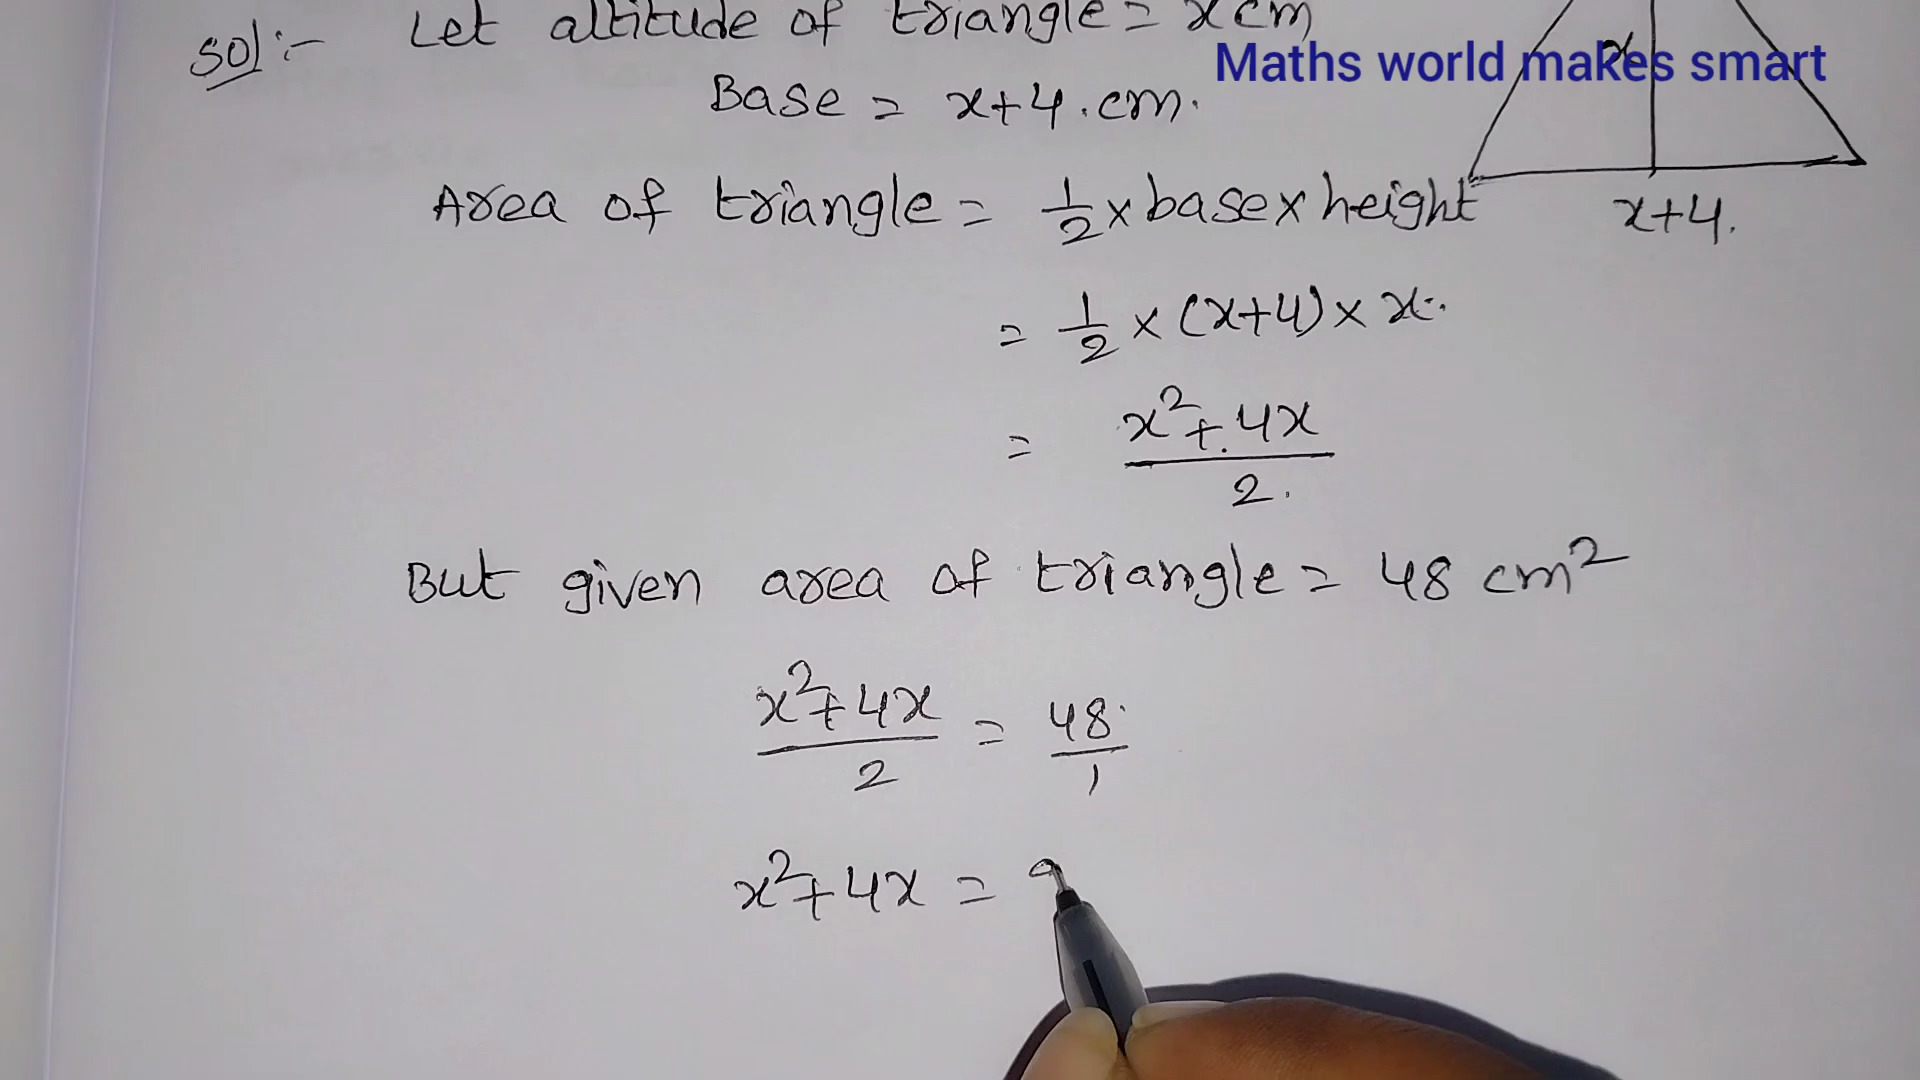 Sol:- Let altitude of triangle = x cm
Maths world makes smart
Base = x+4.cm.
x
Area of triangle = 1/2 × base × height
x+4.
= 1/2 × (x+4) × x.
= x²+4x / 2.
But given area of triangle = 48 cm²
x²+4x / 2 = 48 / 1
x²+4x =